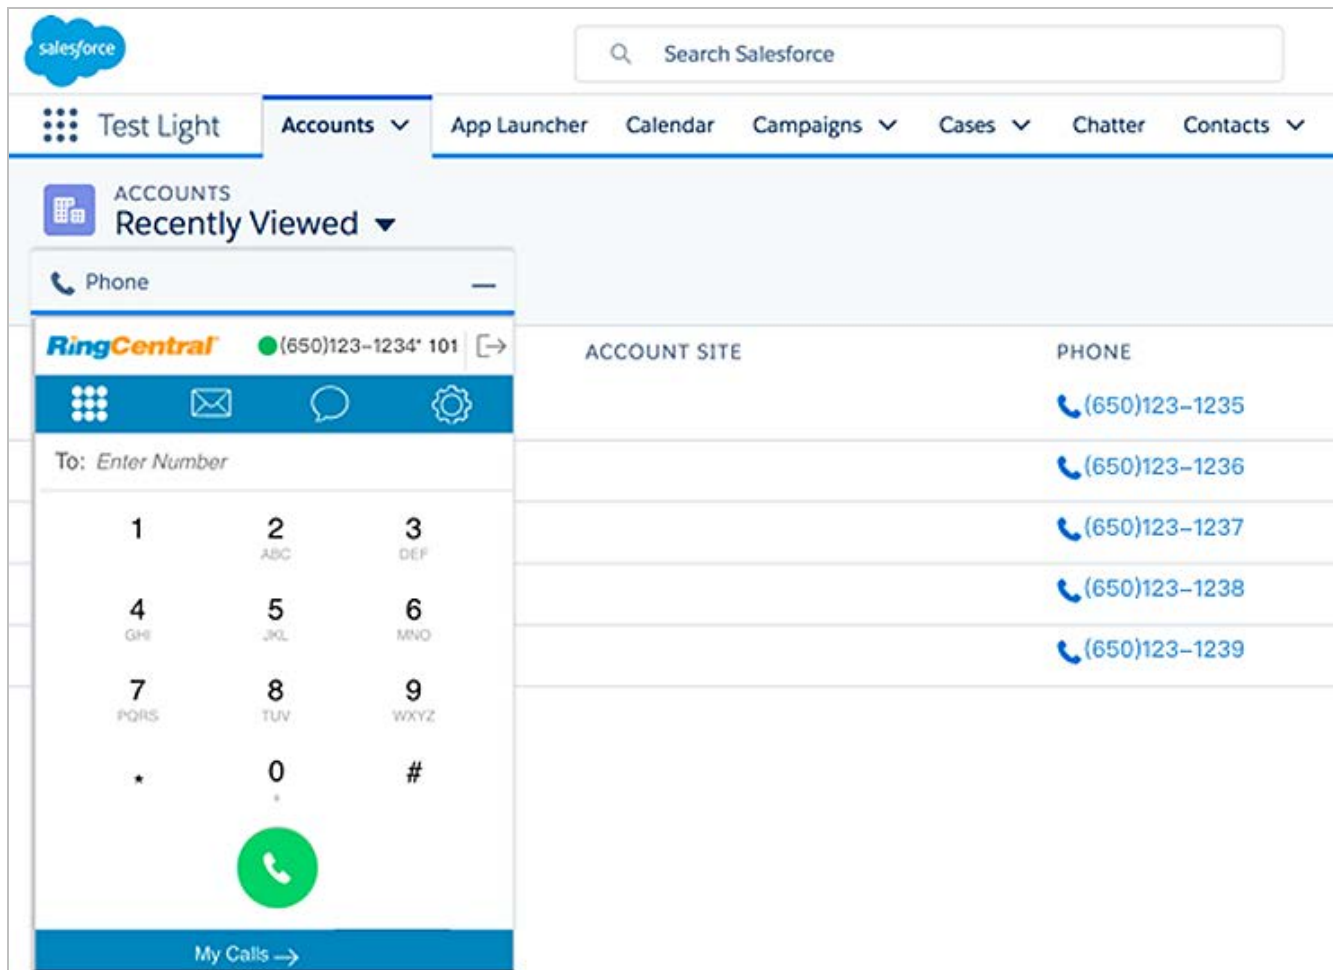 salesforce
Search Salesforce
Test Light
Accounts
App Launcher
Calendar
Campaigns
Cases
Chatter
Contacts
ACCOUNTS
Recently Viewed
Phone
RingCentral
(650)123-1234* 101
ACCOUNT SITE
PHONE
(650)123-1235
To: Enter Number
(650)123-1236
1 2 3
ABC DEF
(650)123-1237
4 5 6
GHI JKL MNO
(650)123-1238
(650)123-1239
7 8 9
PQRS TUV WXYZ
* 0 #
+
My Calls →